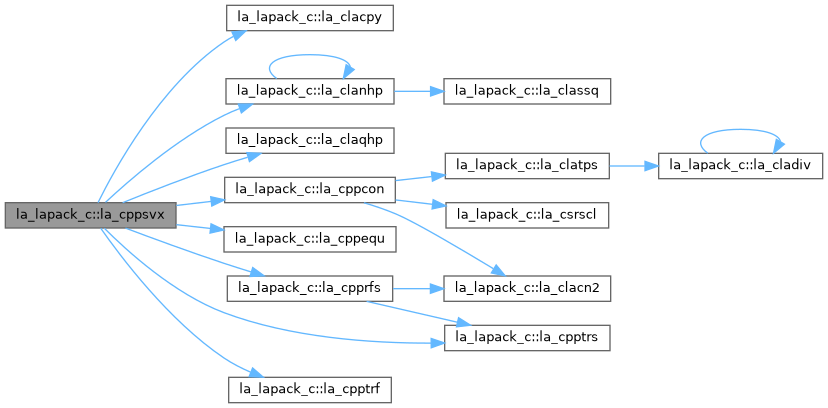 la_lapack_c::la_clacpy
la_lapack_c::la_clanhp
la_lapack_c::la_classq
la_lapack_c::la_claqhp
la_lapack_c::la_clatps
la_lapack_c::la_cladiv
la_lapack_c::la_cppcon
la_lapack_c::la_cppsvx
la_lapack_c::la_csrscl
la_lapack_c::la_cppequ
la_lapack_c::la_cpprfs
la_lapack_c::la_clacn2
la_lapack_c::la_cpptrs
la_lapack_c::la_cpptrf